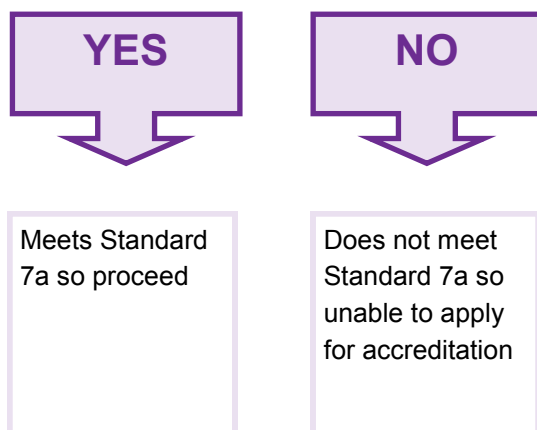 YES
NO
Meets Standard
7a so proceed
Does not meet
Standard 7a so
unable to apply
for accreditation